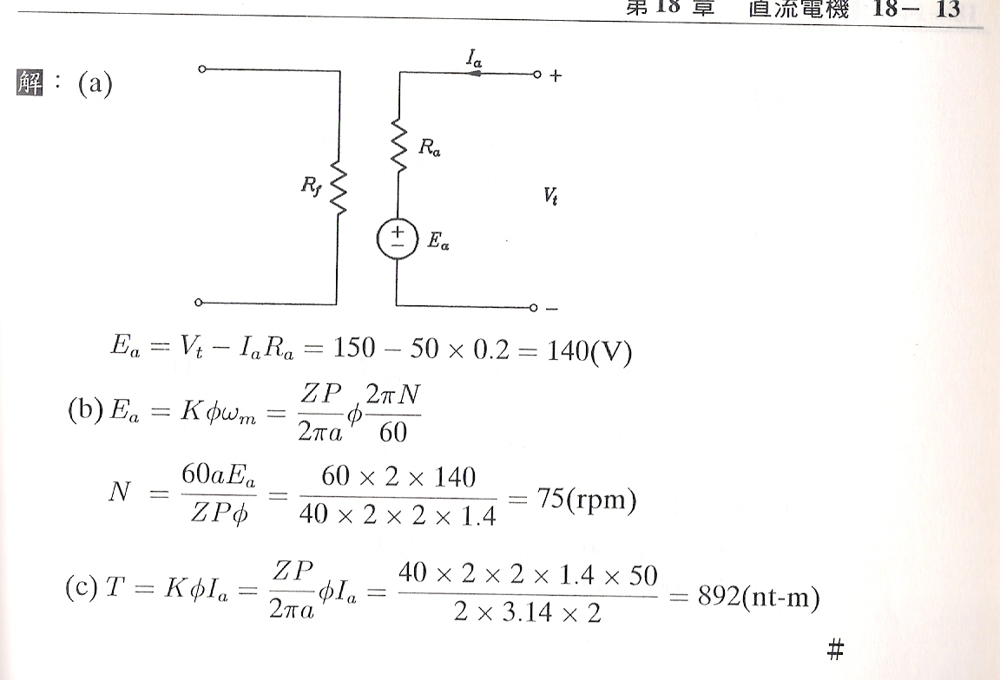 第 18 章 直流電機 18－ 13
解：(a)
I_a
+
R_a
R_f
V_t
+
−
E_a
−
E_a = V_t − I_a R_a = 150 − 50 × 0.2 = 140(V)
(b) E_a = Kϕω_m = ZP/2πa ϕ 2πN/60
N = 60aE_a/ZPϕ = 60 × 2 × 140/40 × 2 × 2 × 1.4 = 75(rpm)
(c) T = KϕI_a = ZP/2πa ϕI_a = 40 × 2 × 2 × 1.4 × 50/2 × 3.14 × 2 = 892(nt-m)
#